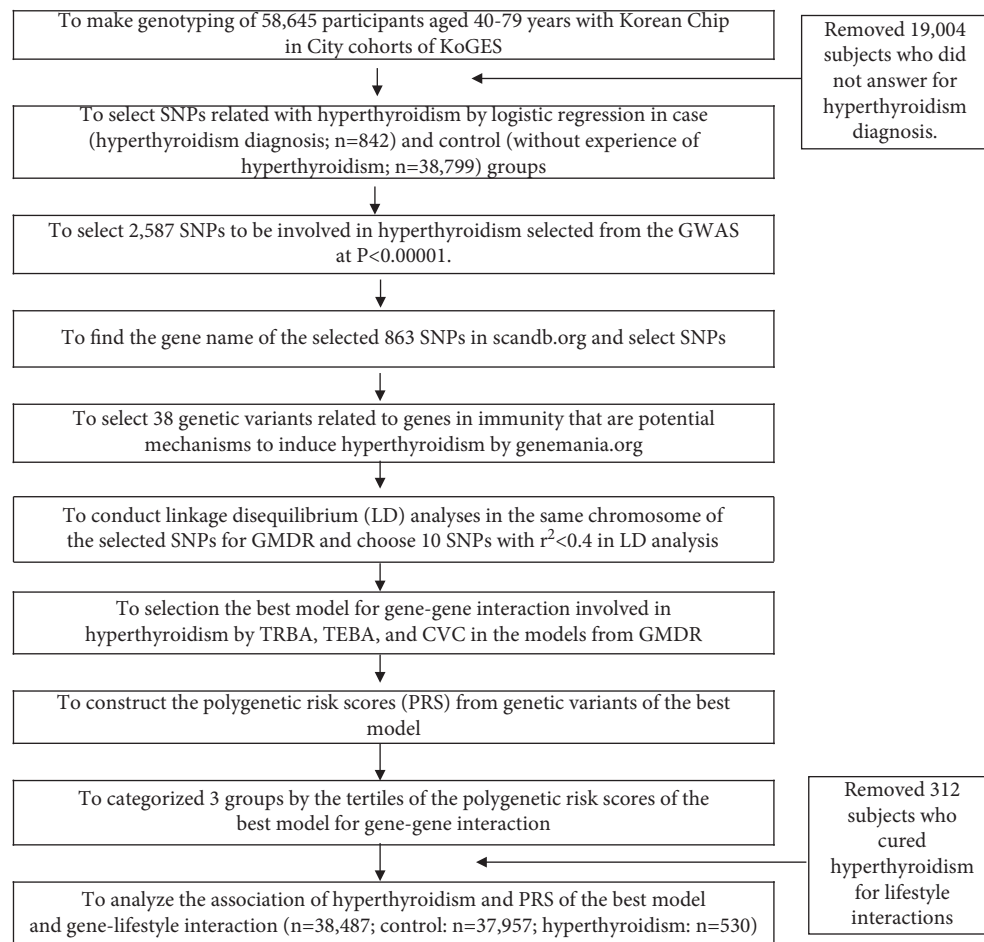 To make genotyping of 58,645 participants aged 40-79 years with Korean Chip
in City cohorts of KoGES
Removed 19,004
subjects who did
not answer for
hyperthyroidism
diagnosis.
To select SNPs related with hyperthyroidism by logistic regression in case
(hyperthyroidism diagnosis; n=842) and control (without experience of
hyperthyroidism; n=38,799) groups
To select 2,587 SNPs to be involved in hyperthyroidism selected from the GWAS
at P<0.00001.
To find the gene name of the selected 863 SNPs in scandb.org and select SNPs
To select 38 genetic variants related to genes in immunity that are potential
mechanisms to induce hyperthyroidism by genemania.org
To conduct linkage disequilibrium (LD) analyses in the same chromosome of
the selected SNPs for GMDR and choose 10 SNPs with r²<0.4 in LD analysis
To selection the best model for gene-gene interaction involved in
hyperthyroidism by TRBA, TEBA, and CVC in the models from GMDR
To construct the polygenetic risk scores (PRS) from genetic variants of the best
model
To categorized 3 groups by the tertiles of the polygenetic risk scores of the
best model for gene-gene interaction
Removed 312
subjects who
cured
hyperthyroidism
for lifestyle
interactions
To analyze the association of hyperthyroidism and PRS of the best model
and gene-lifestyle interaction (n=38,487; control: n=37,957; hyperthyroidism: n=530)